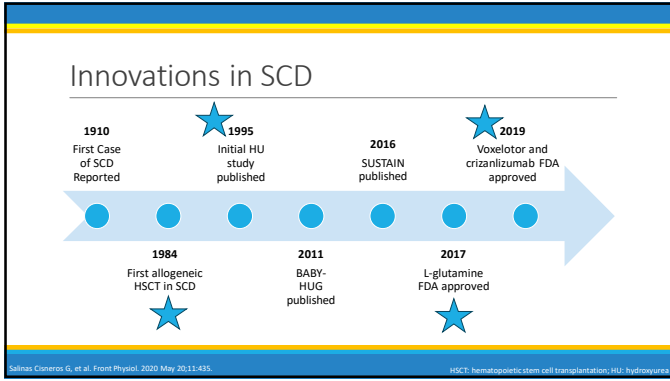 Innovations in SCD
1910
First Case
of SCD
Reported
1995
Initial HU
study
published
2016
SUSTAIN
published
2019
Voxelotor and
crizanlizumab FDA
approved
1984
First allogeneic
HSCT in SCD
2011
BABY-
HUG
published
2017
L-glutamine
FDA approved
Salinas Cisneros G, et al. Front Physiol. 2020 May 20;11:435.
HSCT: hematopoietic stem cell transplantation; HU: hydroxyurea